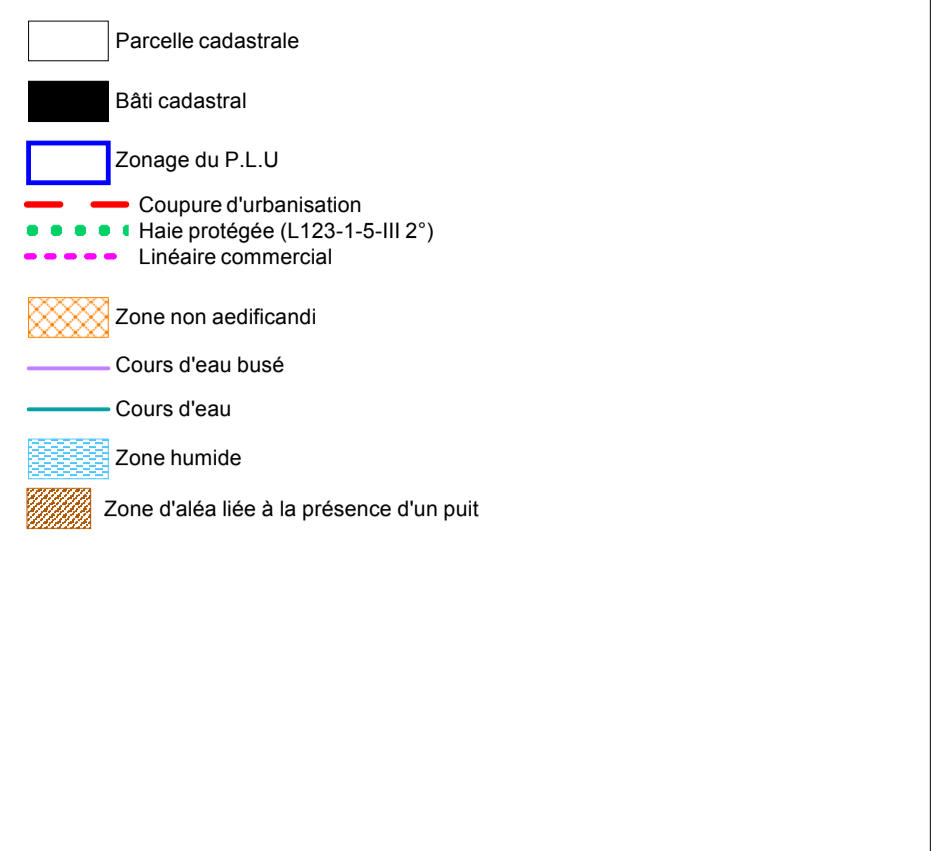 Parcelle cadastrale
Bâti cadastral
Zonage du P.L.U
Coupure d'urbanisation
Haie protégée (L123-1-5-III 2°)
Linéaire commercial
Zone non aedificandi
Cours d'eau busé
Cours d'eau
Zone humide
Zone d'aléa liée à la présence d'un puit